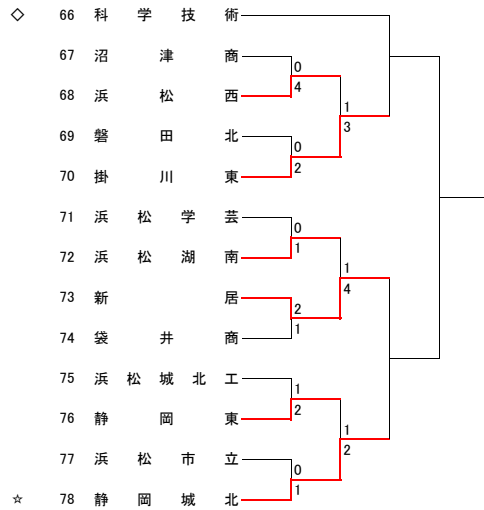 ◇ 66 科学技術
67 沼津商
0
4
68 浜松西
1
3
69 磐田北
0
2
70 掛川東
71 浜松学芸
0
1
72 浜松湖南
1
4
73 新居
2
1
74 袋井商
75 浜松城北工
1
2
76 静岡東
1
2
77 浜松市立
0
1
☆ 78 静岡城北